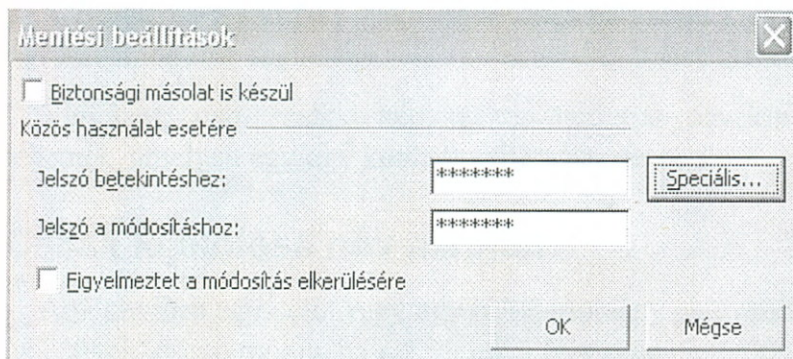 Mentési beállítások
Biztonsági másolat is készül
Közös használat esetére
Jelszó betekintéshez: ******* Speciális...
Jelszó a módosításhoz: *******
Figyelmeztet a módosítás elkerülésére
OK Mégse